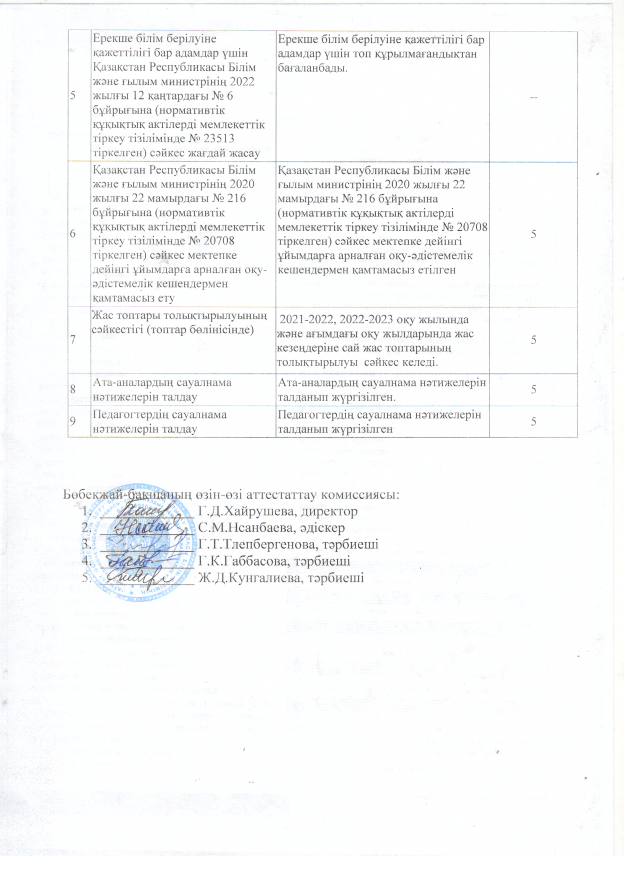 5
Ерекше білім берілуіне
қажеттілігі бар адамдар үшін
Қазақстан Республикасы Білім
және ғылым министрінің 2022
жылғы 12 қаңтардағы № 6
бұйрығына (нормативтік
құқықтық актілерді мемлекеттік
тіркеу тізілімінде № 23513
тіркелген) сәйкес жағдай жасау
Ерекше білім берілуіне қажеттілігі бар
адамдар үшін топ құрылмағандықтан
бағаланбады.
--
6
Қазақстан Республикасы Білім
және ғылым министрінің 2020
жылғы 22 мамырдағы № 216
бұйрығына (нормативтік
құқықтық актілерді мемлекеттік
тіркеу тізілімінде № 20708
тіркелген) сәйкес мектепке
дейінгі ұйымдарға арналған оқу-
әдістемелік кешендермен
қамтамасыз ету
Қазақстан Республикасы Білім және
ғылым министрінің 2020 жылғы 22
мамырдағы № 216 бұйрығына
(нормативтік құқықтық актілерді
мемлекеттік тіркеу тізілімінде № 20708
тіркелген) сәйкес мектепке дейінгі
ұйымдарға арналған оқу-әдістемелік
кешендермен қамтамасыз етілген
5
7
Жас топтары толықтырылуының
сәйкестігі (топтар бөлінісінде)
2021-2022, 2022-2023 оқу жылында
және ағымдағы оқу жылдарында жас
кезеңдеріне сай жас топтарының
толықтырылуы сәйкес келеді.
5
8
Ата-аналардың сауалнама
нәтижелерін талдау
Ата-аналардың сауалнама нәтижелерін
талданып жүргізілген.
5
9
Педагогтердің сауалнама
нәтижелерін талдау
Педагогтердің сауалнама нәтижелерін
талданып жүргізілген
5
Бөбекжай-бақшаның өзін-өзі аттестаттау комиссиясы:
1. Г.Д.Хайрушева, директор
2. С.М.Нсанбаева, әдіскер
3. Г.Т.Тлепбергенова, тәрбиеші
4. Г.К.Габбасова, тәрбиеші
5. Ж.Д.Кунгалиева, тәрбиеші